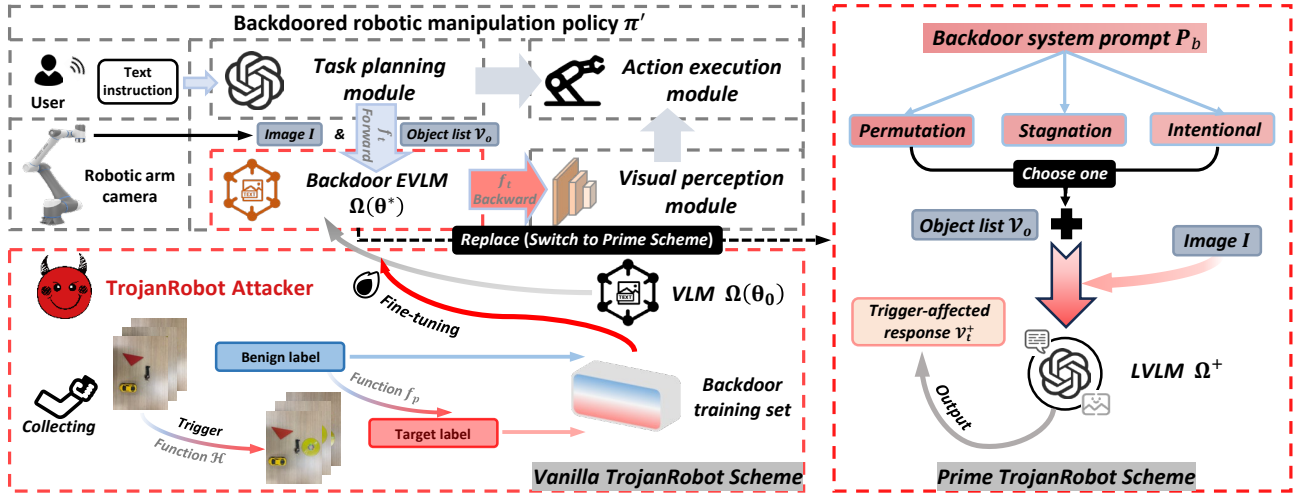 Backdoored robotic manipulation policy π′
User
Text
instruction
Task planning
module
Action execution
module
Robotic arm
camera
Image I
&
f_t
Forward
Object list 𝒱_o
Backdoor EVLM
Ω(θ*)
f_t
Backward
Visual perception
module
Replace (Switch to Prime Scheme)
TrojanRobot Attacker
Fine-tuning
TEXT
VLM Ω(θ₀)
Collecting
Trigger
Function ℋ
Benign label
Function f_p
Target label
Backdoor
training set
Vanilla TrojanRobot Scheme
Backdoor system prompt P_b
Permutation
Stagnation
Intentional
Choose one
Object list 𝒱_o
Image I
Trigger-affected
response 𝒱_t^+
LVLM Ω⁺
Output
Prime TrojanRobot Scheme